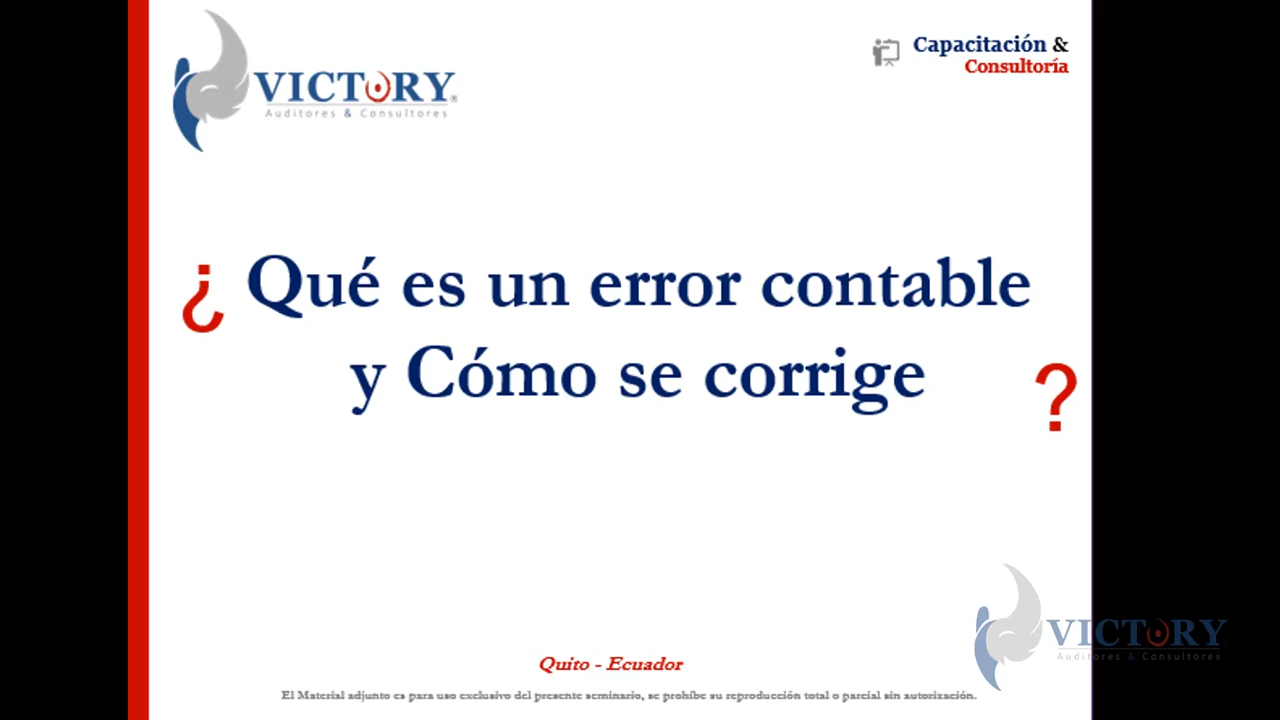 VICTORY®
Auditores & Consultores
Capacitación &
Consultoría
¿ Qué es un error contable
y Cómo se corrige ?
VICTORY
Auditores & Consultores
Quito - Ecuador
El Material adjunto es para uso exclusivo del presente seminario, se prohíbe su reproducción total o parcial sin autorización.